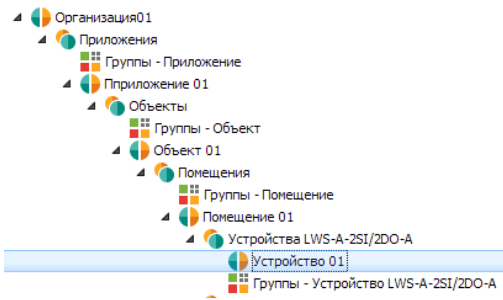 Организация01
Приложения
Группы - Приложение
Пприложение 01
Объекты
Группы - Объект
Объект 01
Помещения
Группы - Помещение
Помещение 01
Устройства LWS-A-2SI/2DO-A
Устройство 01
Группы - Устройство LWS-A-2SI/2DO-A